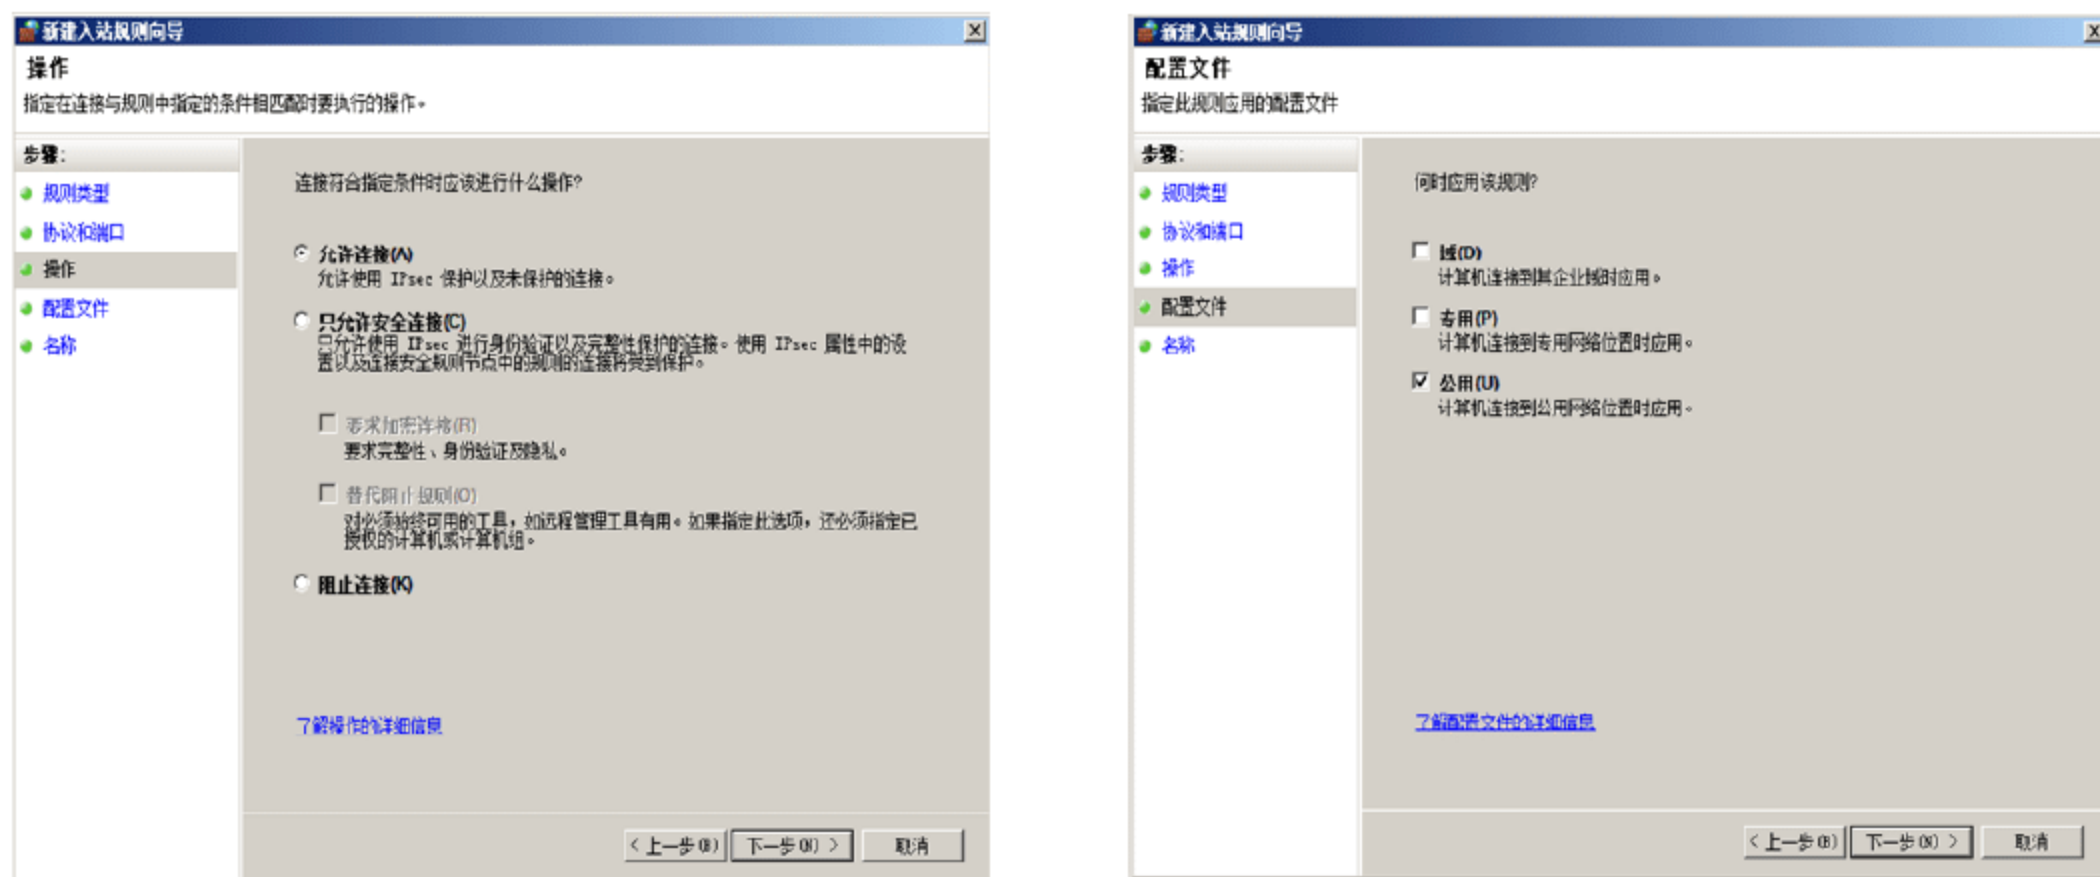 新建入站规则向导
操作
指定在连接与规则中指定的条件相匹配时要执行的操作。
步骤:
规则类型
协议和端口
操作
配置文件
名称
连接符合指定条件时应该进行什么操作?
允许连接(A)
允许使用 IPsec 保护以及未保护的连接。
只允许安全连接(C)
只允许使用 IPsec 进行身份验证以及完整性保护的连接。使用 IPsec 属性中的设
置以及连接安全规则节点中的规则的连接将受到保护。
要求加密连接(R)
要求完整性、身份验证及隐私。
替代阻止规则(O)
对必须始终可用的工具，如远程管理工具有用。如果指定此选项，还必须指定已
授权的计算机或计算机组。
阻止连接(K)
了解操作的详细信息
< 上一步(B)
下一步(N) >
取消
新建入站规则向导
配置文件
指定此规则应用的配置文件
步骤:
规则类型
协议和端口
操作
配置文件
名称
何时应用该规则?
域(D)
计算机连接到其企业域时应用。
专用(P)
计算机连接到专用网络位置时应用。
公用(U)
计算机连接到公用网络位置时应用。
了解配置文件的详细信息
< 上一步(B)
下一步(N) >
取消